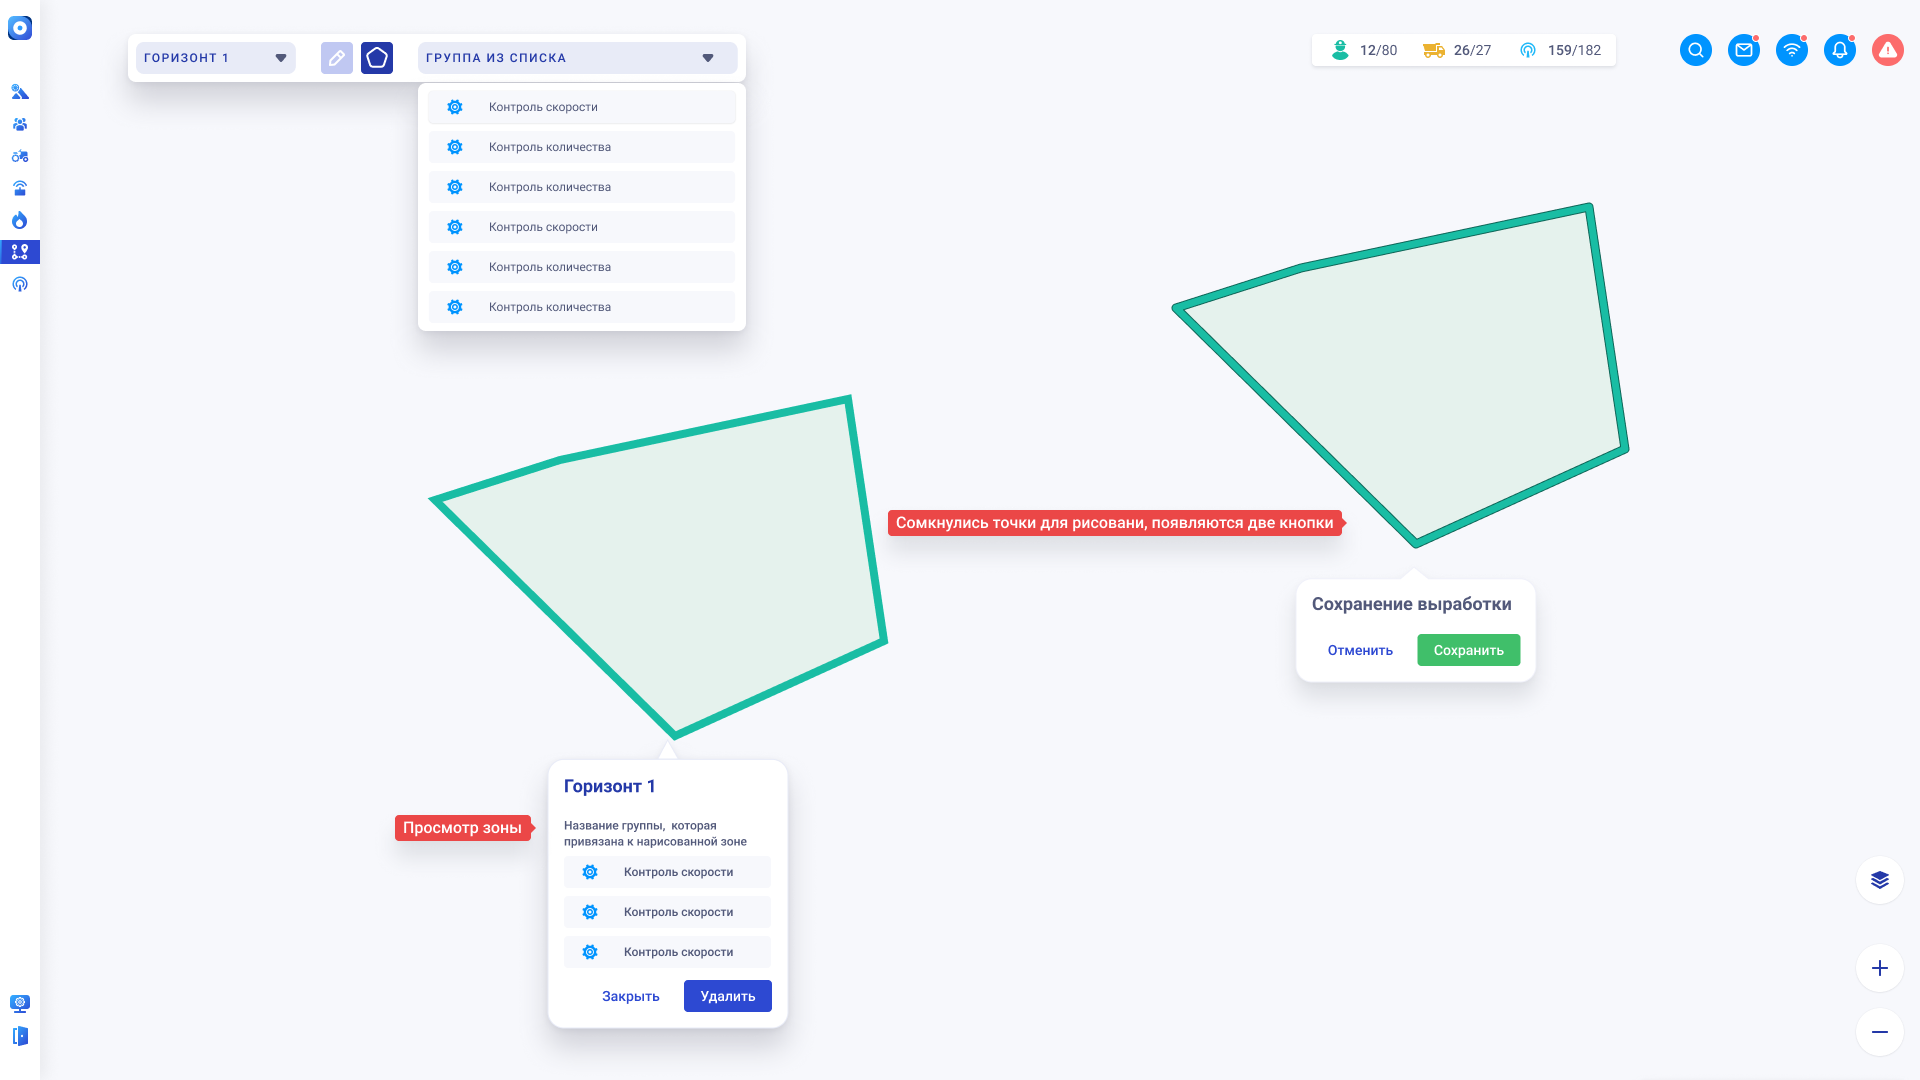 ГОРИЗОНТ 1
ГРУППА ИЗ СПИСКА
12/80
26/27
159/182
Контроль скорости
Контроль количества
Контроль количества
Контроль скорости
Контроль количества
Контроль количества
Сомкнулись точки для рисовани, появляются две кнопки
Сохранение выработки
Отменить
Сохранить
Просмотр зоны
Горизонт 1
Название группы, которая
привязана к нарисованной зоне
Контроль скорости
Контроль скорости
Контроль скорости
Закрыть
Удалить